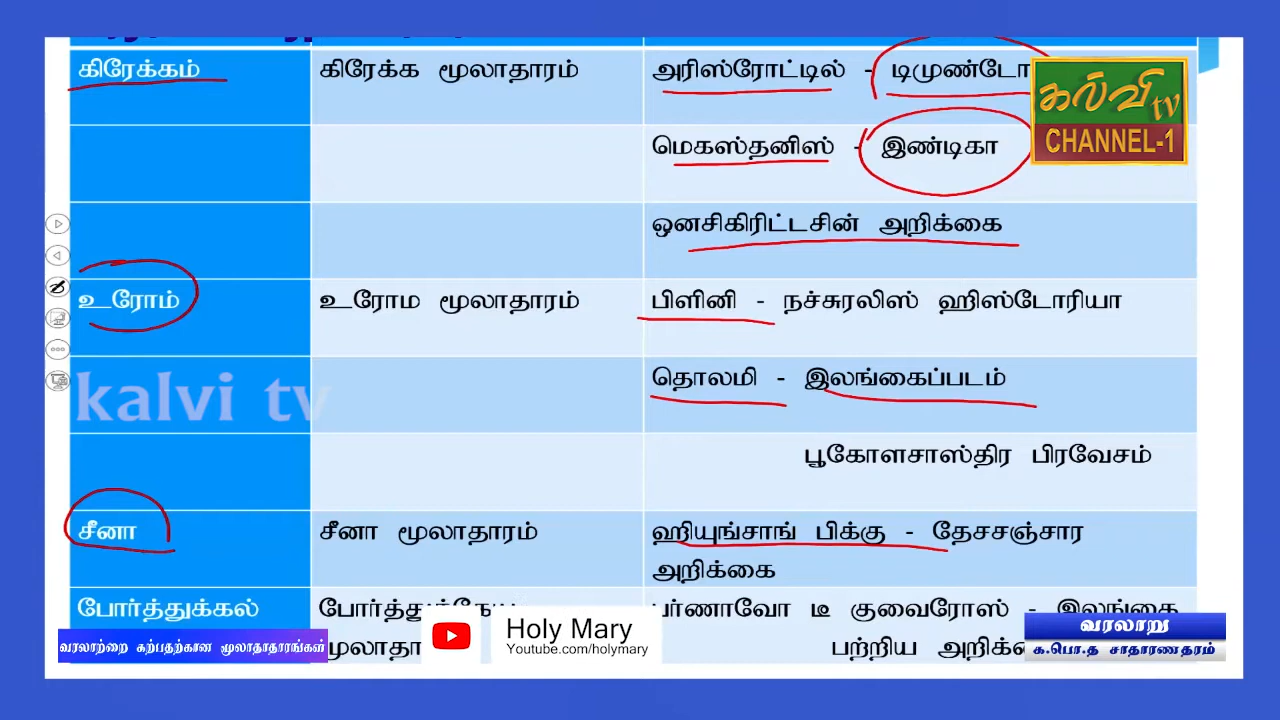 கிரேக்கம் கிரேக்க மூலாதாரம் அரிஸ்ரோட்டில் - டிமுண்டோ
கல்வி tv
CHANNEL-1
மெகஸ்தனிஸ் - இண்டிகா
ஒனசிகிரிட்டசின் அறிக்கை
உரோம் உரோம மூலாதாரம் பிளினி - நச்சுரலிஸ் ஹிஸ்டோரியா
kalvi tv
தொலமி - இலங்கைப்படம்
பூகோளசாஸ்திர பிரவேசம்
சீனா சீனா மூலாதாரம் ஹியுங்சாங் பிக்கு - தேசசஞ்சார
அறிக்கை
போர்த்துக்கல் பர்ணாவோ டீ குவைரோஸ் - இலங்கை
பற்றிய
வரலாற்றை கற்பதற்கான மூலாதாதாரங்கள்
Holy Mary
Youtube.com/holymary
வரலாறு
க.பொ.த சாதாரணதரம்